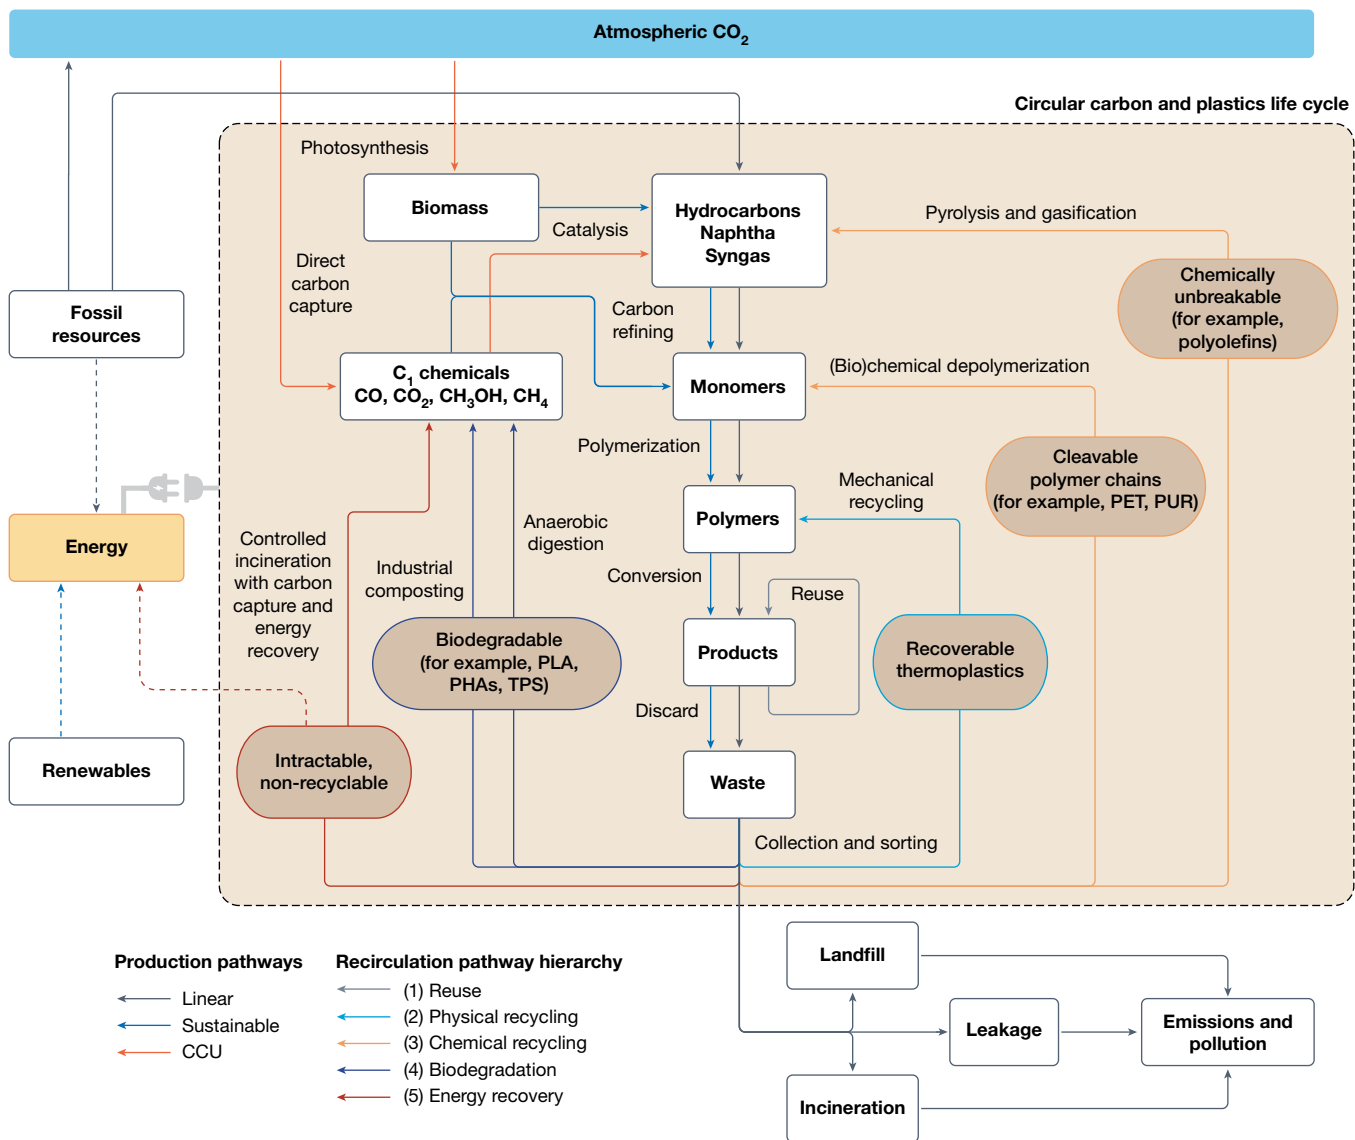 Atmospheric CO₂
Circular carbon and plastics life cycle
Photosynthesis
Biomass
Catalysis
Hydrocarbons
Naphtha
Syngas
Pyrolysis and gasification
Chemically
unbreakable
(for example,
polyolefins)
Direct
carbon
capture
Fossil
resources
Carbon
refining
C₁ chemicals
CO, CO₂, CH₃OH, CH₄
Monomers
(Bio)chemical depolymerization
Polymerization
Cleavable
polymer chains
(for example, PET, PUR)
Mechanical
recycling
Polymers
Anaerobic
digestion
Energy
Controlled
incineration
with carbon
capture and
energy
recovery
Industrial
composting
Conversion
Reuse
Biodegradable
(for example, PLA,
PHAs, TPS)
Products
Recoverable
thermoplastics
Discard
Renewables
Intractable,
non-recyclable
Waste
Collection and sorting
Production pathways
Linear
Sustainable
CCU
Recirculation pathway hierarchy
(1) Reuse
(2) Physical recycling
(3) Chemical recycling
(4) Biodegradation
(5) Energy recovery
Landfill
Leakage
Emissions and
pollution
Incineration